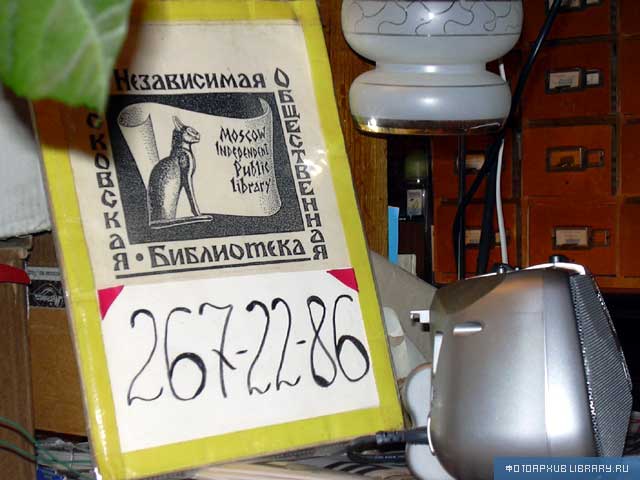 Московская
Независимая
Общественная
Библиотека
Moscow
Independent
Public
library
267-22-86
ФОТОАРХИВ LIBRARY.RU